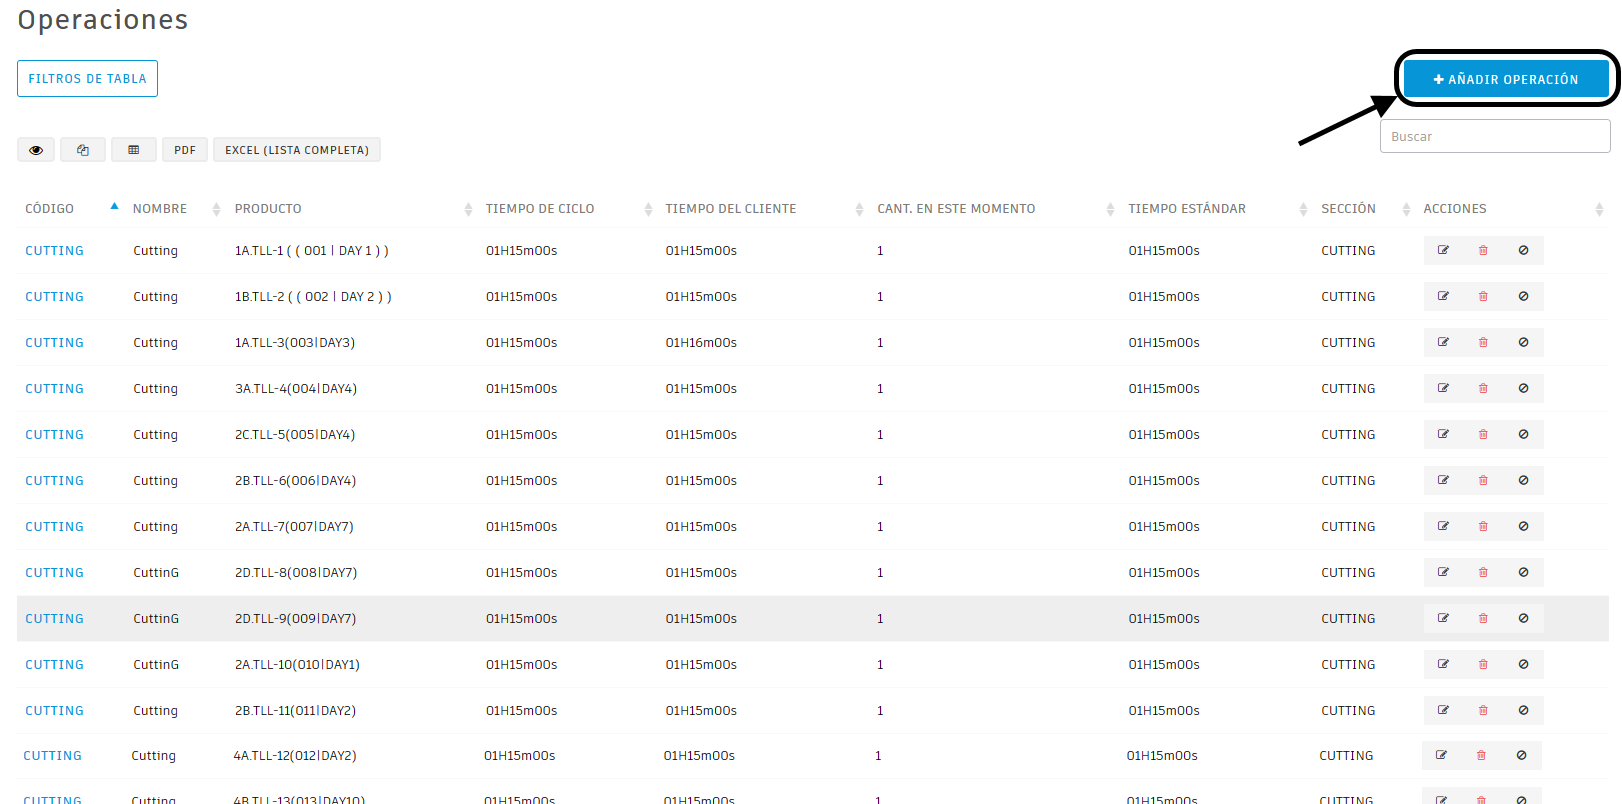 Operaciones
FILTROS DE TABLA
AÑADIR OPERACIÓN
Buscar
PDF EXCEL (LISTA COMPLETA)
CÓDIGO NOMBRE PRODUCTO TIEMPO DE CICLO TIEMPO DEL CLIENTE CANT. EN ESTE MOMENTO TIEMPO ESTÁNDAR SECCIÓN ACCIONES
CUTTING Cutting 1A.TLL-1 ( ( 001 | DAY 1 ) ) 01H15m00s 01H15m00s 1 01H15m00s CUTTING
CUTTING Cutting 1B.TLL-2 ( ( 002 | DAY 2 ) ) 01H15m00s 01H15m00s 1 01H15m00s CUTTING
CUTTING Cutting 1A.TLL-3(003|DAY3) 01H15m00s 01H16m00s 1 01H15m00s CUTTING
CUTTING Cutting 3A.TLL-4(004|DAY4) 01H15m00s 01H15m00s 1 01H15m00s CUTTING
CUTTING Cutting 2C.TLL-5(005|DAY4) 01H15m00s 01H15m00s 1 01H15m00s CUTTING
CUTTING Cutting 2B.TLL-6(006|DAY4) 01H15m00s 01H15m00s 1 01H15m00s CUTTING
CUTTING Cutting 2A.TLL-7(007|DAY7) 01H15m00s 01H15m00s 1 01H15m00s CUTTING
CUTTING CuttinG 2D.TLL-8(008|DAY7) 01H15m00s 01H15m00s 1 01H15m00s CUTTING
CUTTING CuttinG 2D.TLL-9(009|DAY7) 01H15m00s 01H15m00s 1 01H15m00s CUTTING
CUTTING CuttinG 2A.TLL-10(010|DAY1) 01H15m00s 01H15m00s 1 01H15m00s CUTTING
CUTTING Cutting 2B.TLL-11(011|DAY2) 01H15m00s 01H15m00s 1 01H15m00s CUTTING
CUTTING Cutting 4A.TLL-12(012|DAY2) 01H15m00s 01H15m00s 1 01H15m00s CUTTING
CUTTING Cutting 4B.TLL-13(013|DAY10) 01H15m00s 01H15m00s 1 01H15m00s CUTTING